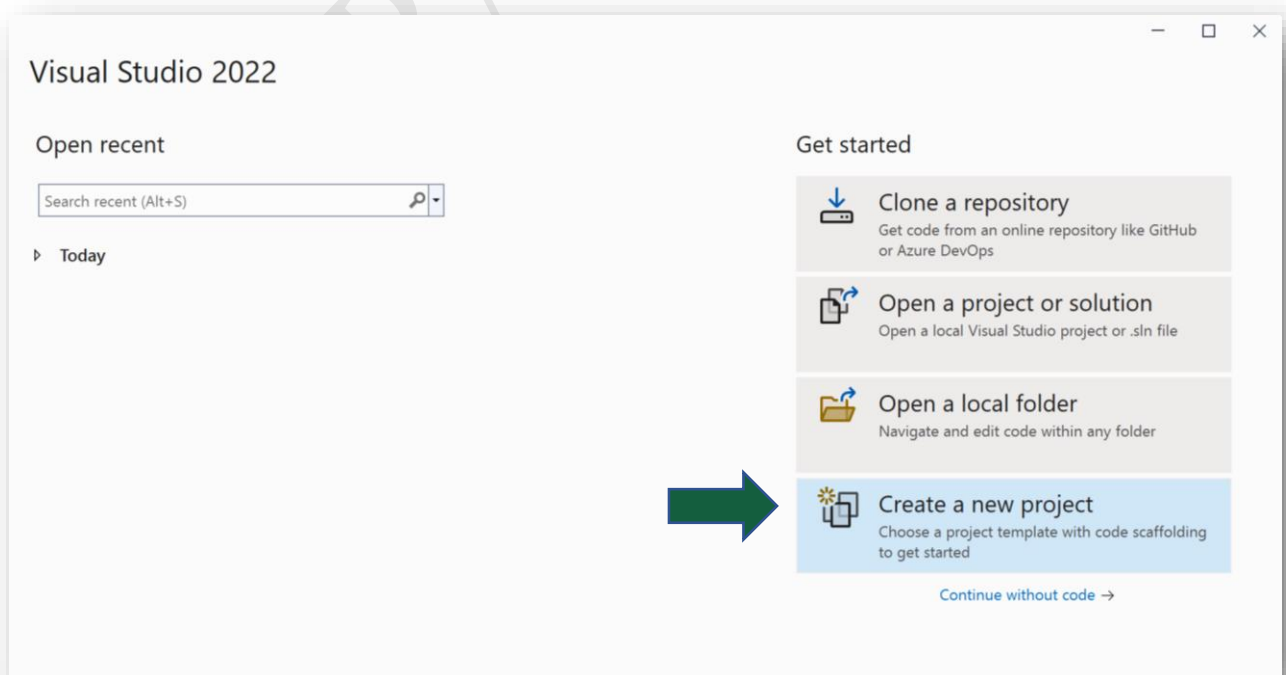 Visual Studio 2022
Open recent
Search recent (Alt+S)
Today
Get started
Clone a repository
Get code from an online repository like GitHub
or Azure DevOps
Open a project or solution
Open a local Visual Studio project or .sln file
Open a local folder
Navigate and edit code within any folder
Create a new project
Choose a project template with code scaffolding
to get started
Continue without code →